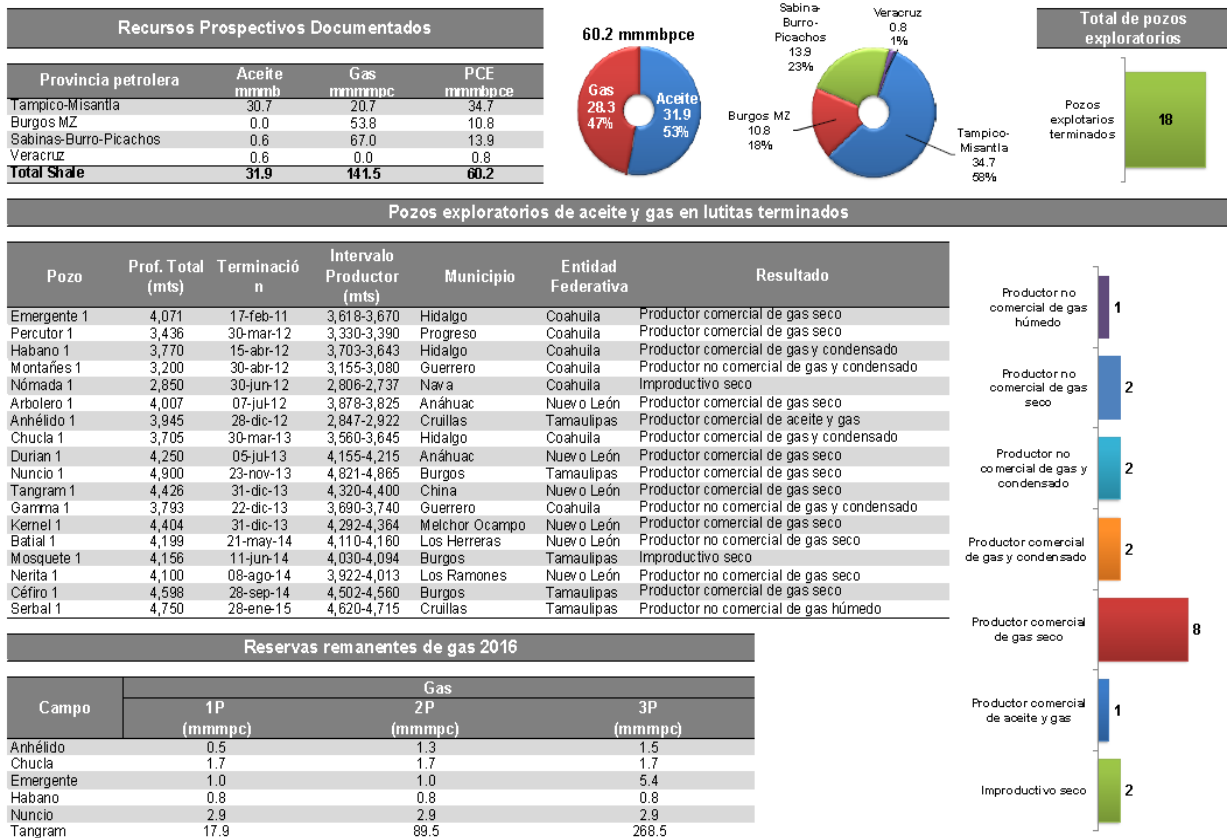 Recursos Prospectivos Documentados
Provincia petrolera Aceite mmmb Gas mmmmpc PCE mmmbpce
Tampico-Misantla 30.7 20.7 34.7
Burgos MZ 0.0 53.8 10.8
Sabinas-Burro-Picachos 0.6 67.0 13.9
Veracruz 0.6 0.0 0.8
Total Shale 31.9 141.5 60.2
60.2 mmmbpce
Gas
28.3
47%
Aceite
31.9
53%
Sabina-
Burro-
Picachos
13.9
23%
Veracruz
0.8
1%
Burgos MZ
10.8
18%
Tampico-
Misantla
34.7
58%
Total de pozos
exploratorios
Pozos
explotarios
terminados
18
Pozos exploratorios de aceite y gas en lutitas terminados
Pozo Prof. Total (mts) Terminació n Intervalo Productor (mts) Municipio Entidad Federativa Resultado
Emergente 1 4,071 17-feb-11 3,618-3,670 Hidalgo Coahuila Productor comercial de gas seco
Percutor 1 3,436 30-mar-12 3,330-3,390 Progreso Coahuila Productor comercial de gas seco
Habano 1 3,770 15-abr-12 3,703-3,643 Hidalgo Coahuila Productor comercial de gas y condensado
Montañes 1 3,200 30-abr-12 3,155-3,080 Guerrero Coahuila Productor no comercial de gas y condensado
Nómada 1 2,850 30-jun-12 2,806-2,737 Nava Coahuila Improductivo seco
Arbolero 1 4,007 07-jul-12 3,878-3,825 Anáhuac Nuevo León Productor comercial de gas seco
Anhélido 1 3,945 28-dic-12 2,847-2,922 Cruillas Tamaulipas Productor comercial de aceite y gas
Chucla 1 3,705 30-mar-13 3,560-3,645 Hidalgo Coahuila Productor comercial de gas y condensado
Durian 1 4,250 05-jul-13 4,155-4,215 Anáhuac Nuevo León Productor comercial de gas seco
Nuncio 1 4,900 23-nov-13 4,821-4,865 Burgos Tamaulipas Productor comercial de gas seco
Tangram 1 4,426 31-dic-13 4,320-4,400 China Nuevo León Productor comercial de gas seco
Gamma 1 3,793 22-dic-13 3,690-3,740 Guerrero Coahuila Productor no comercial de gas y condensado
Kernel 1 4,404 31-dic-13 4,292-4,364 Melchor Ocampo Nuevo León Productor comercial de gas seco
Batial 1 4,199 21-may-14 4,110-4,160 Los Herreras Nuevo León Productor no comercial de gas seco
Mosquete 1 4,156 11-jun-14 4,030-4,094 Burgos Tamaulipas Improductivo seco
Nerita 1 4,100 08-ago-14 3,922-4,013 Los Ramones Nuevo León Productor no comercial de gas seco
Céfiro 1 4,598 28-sep-14 4,502-4,560 Burgos Tamaulipas Productor comercial de gas seco
Serbal 1 4,750 28-ene-15 4,620-4,715 Cruillas Tamaulipas Productor no comercial de gas húmedo
Productor no
comercial de gas
húmedo
1
Productor no
comercial de gas
seco
2
Productor no
comercial de gas y
condensado
2
Productor comercial
de gas y condensado
2
Productor comercial
de gas seco
8
Productor comercial
de aceite y gas
1
Improductivo seco
2
Reservas remanentes de gas 2016
Campo Gas
1P (mmmpc) 2P (mmmpc) 3P (mmmpc)
Anhélido 0.5 1.3 1.5
Chucla 1.7 1.7 1.7
Emergente 1.0 1.0 5.4
Habano 0.8 0.8 0.8
Nuncio 2.9 2.9 2.9
Tangram 17.9 89.5 268.5